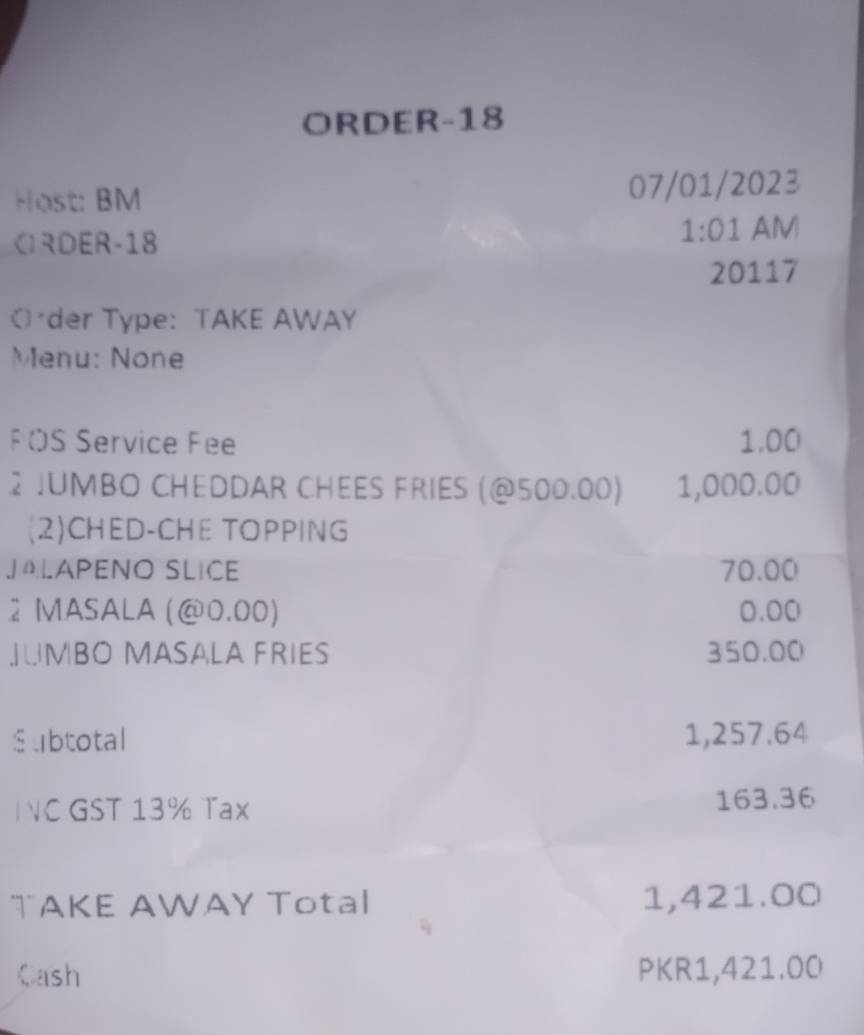 ORDER-18
Host: BM 07/01/2023
ORDER-18 1:01 AM
20117
Order Type: TAKE AWAY
Menu: None
POS Service Fee 1.00
2 JUMBO CHEDDAR CHEES FRIES (@500.00) 1,000.00
(2)CHED-CHE TOPPING
JALAPENO SLICE 70.00
2 MASALA (@0.00) 0.00
JUMBO MASALA FRIES 350.00
Subtotal 1,257.64
INC GST 13% Tax 163.36
TAKE AWAY Total 1,421.00
Cash PKR1,421.00